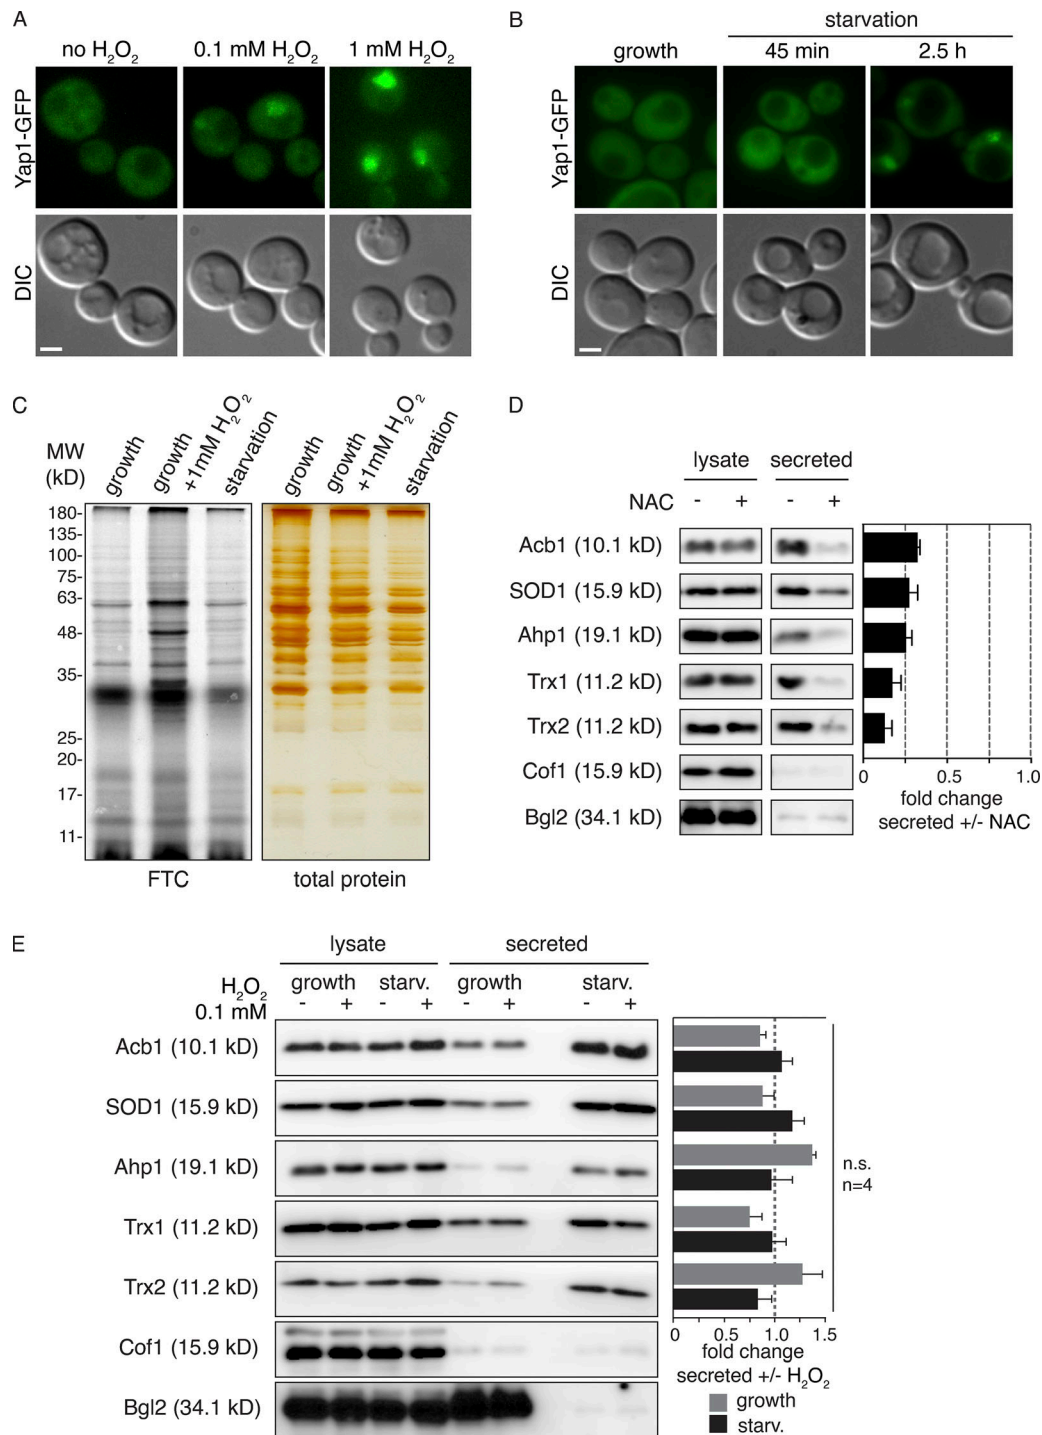 A
no H₂O₂ 0.1 mM H₂O₂ 1 mM H₂O₂
Yap1-GFP
DIC
B
starvation
growth 45 min 2.5 h
Yap1-GFP
DIC
C
MW
(kD)
growth
growth
+1mM H₂O₂
starvation
growth
growth
+1mM H₂O₂
starvation
180-
135-
100-
75-
63-
48-
35-
25-
20-
17-
11-
FTC
total protein
D
lysate secreted
NAC - + - +
Acb1 (10.1 kD)
SOD1 (15.9 kD)
Ahp1 (19.1 kD)
Trx1 (11.2 kD)
Trx2 (11.2 kD)
Cof1 (15.9 kD)
Bgl2 (34.1 kD)
0 0.5 1.0
fold change
secreted +/- NAC
E
lysate secreted
growth starv. growth starv.
H₂O₂
0.1 mM - + - + - + - +
Acb1 (10.1 kD)
SOD1 (15.9 kD)
Ahp1 (19.1 kD)
Trx1 (11.2 kD)
Trx2 (11.2 kD)
Cof1 (15.9 kD)
Bgl2 (34.1 kD)
n.s.
n=4
0 0.5 1.0 1.5
fold change
secreted +/- H₂O₂
growth
starv.